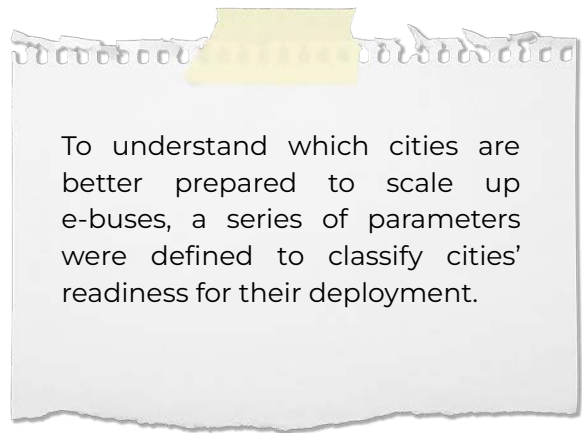 To understand which cities are
better prepared to scale up
e-buses, a series of parameters
were defined to classify cities’
readiness for their deployment.